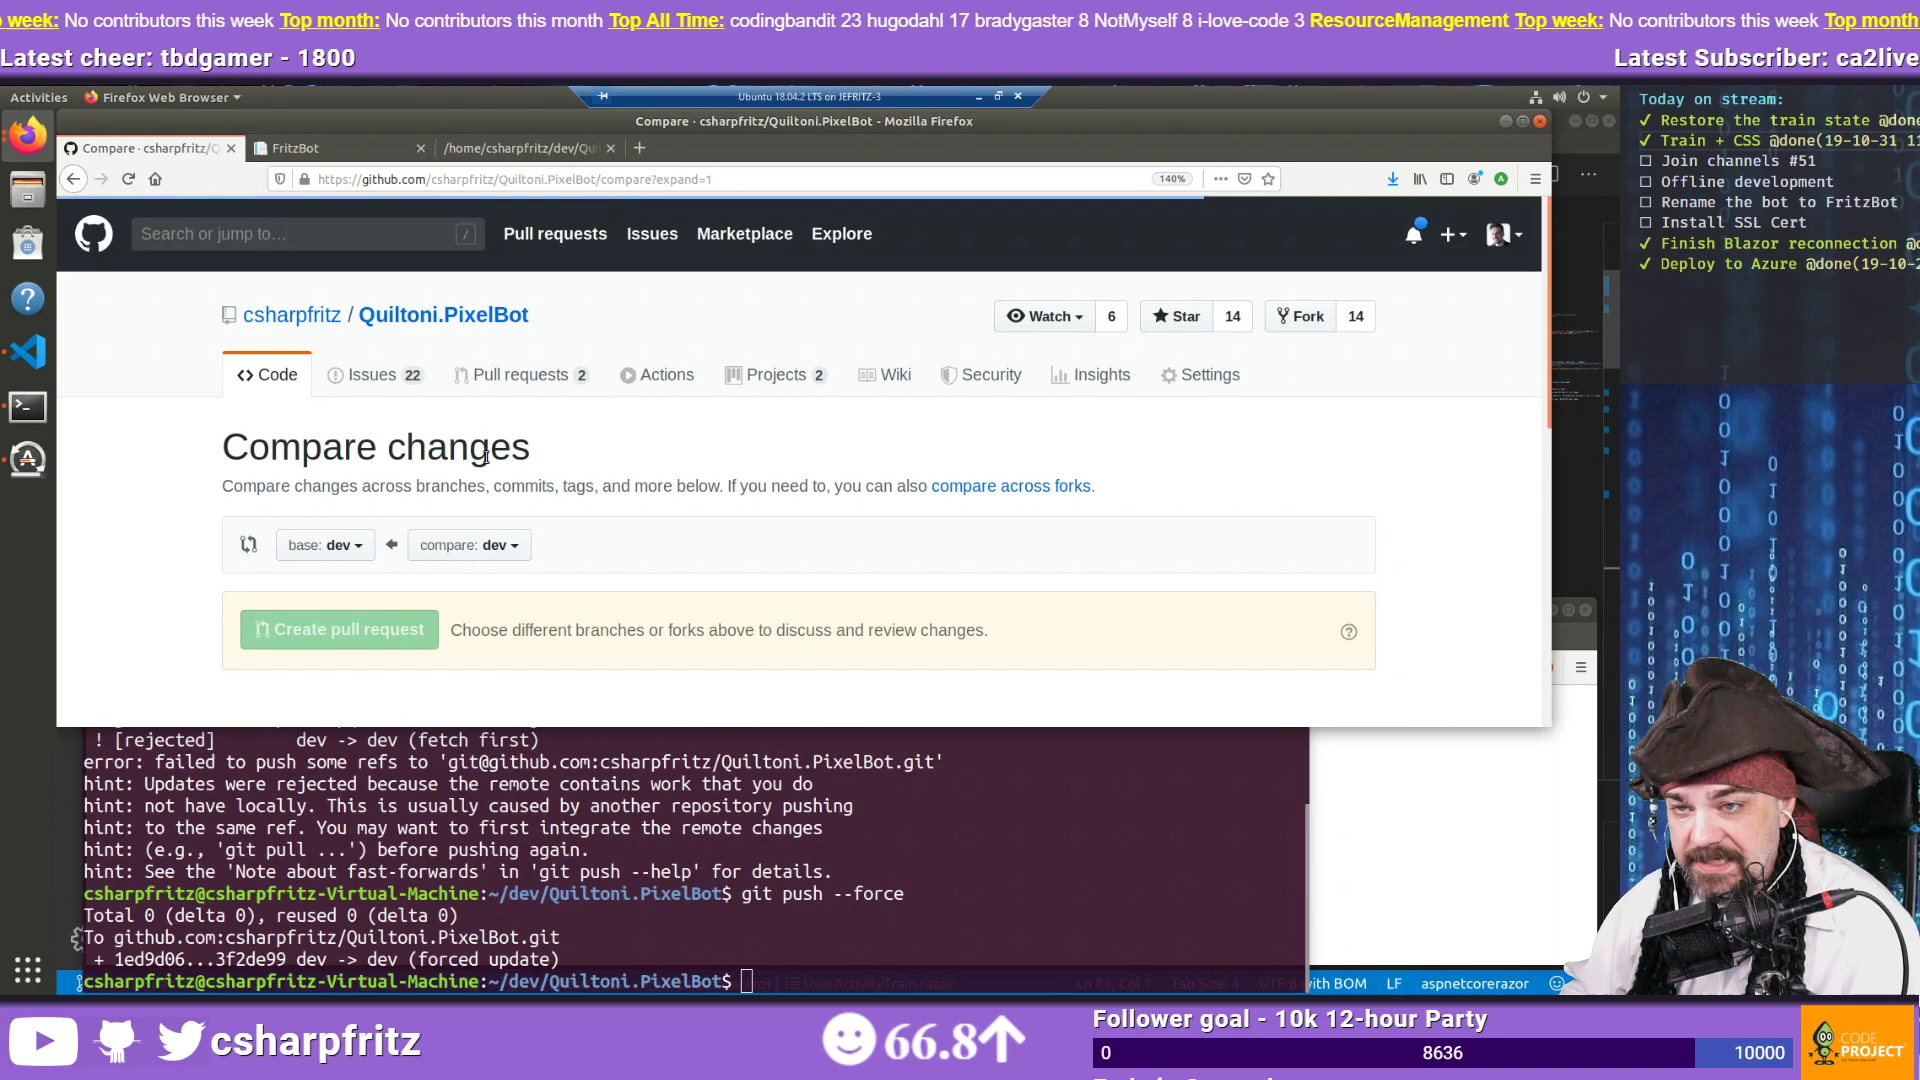 week: No contributors this week Top month: No contributors this month Top All Time: codingbandit 23 hugodahl 17 bradygaster 8 NotMyself 8 i-love-code 3 ResourceManagement Top week: No contributors this week Top month
Latest cheer: tbdgamer - 1800
Latest Subscriber: ca2live
Activities
Firefox Web Browser
Ubuntu 18.04.2 LTS on JEFRITZ-3
Compare · csharpfritz/Quiltoni.PixelBot - Mozilla Firefox
Compare · csharpfritz/Q
FritzBot
/home/csharpfritz/dev/Qu
https://github.com/csharpfritz/Quiltoni.PixelBot/compare?expand=1
140%
Search or jump to…
/
Pull requests
Issues
Marketplace
Explore
csharpfritz / Quiltoni.PixelBot
Watch 6
Star 14
Fork 14
Code
Issues 22
Pull requests 2
Actions
Projects 2
Wiki
Security
Insights
Settings
Compare changes
Compare changes across branches, commits, tags, and more below. If you need to, you can also compare across forks.
base: dev
compare: dev
Create pull request
Choose different branches or forks above to discuss and review changes.
! [rejected] dev -> dev (fetch first)
error: failed to push some refs to 'git@github.com:csharpfritz/Quiltoni.PixelBot.git'
hint: Updates were rejected because the remote contains work that you do
hint: not have locally. This is usually caused by another repository pushing
hint: to the same ref. You may want to first integrate the remote changes
hint: (e.g., 'git pull ...') before pushing again.
hint: See the 'Note about fast-forwards' in 'git push --help' for details.
csharpfritz@csharpfritz-Virtual-Machine:~/dev/Quiltoni.PixelBot$ git push --force
Total 0 (delta 0), reused 0 (delta 0)
To github.com:csharpfritz/Quiltoni.PixelBot.git
+ 1ed9d06...3f2de99 dev -> dev (forced update)
csharpfritz@csharpfritz-Virtual-Machine:~/dev/Quiltoni.PixelBot$
UserActivityTrain.razor
Ln 84, Col 1
Tab Size: 4
UTF-8 with BOM
LF
aspnetcorerazor
Today on stream:
✓ Restore the train state @done
✓ Train + CSS @done(19-10-31 11
☐ Join channels #51
☐ Offline development
☐ Rename the bot to FritzBot
☐ Install SSL Cert
✓ Finish Blazor reconnection @d
✓ Deploy to Azure @done(19-10-2
csharpfritz
66.8
Follower goal - 10k 12-hour Party
0
8636
10000
CODE
PROJECT